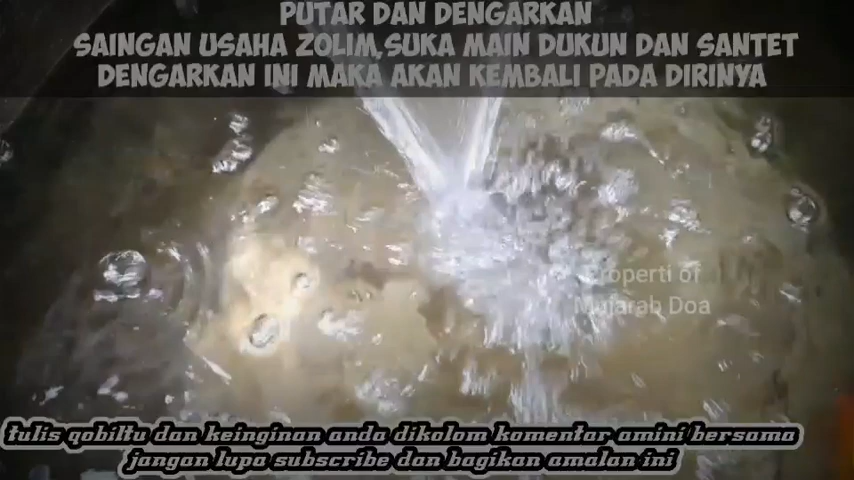 PUTAR DAN DENGARKAN
SAINGAN USAHA ZOLIM,SUKA MAIN DUKUN DAN SANTET
DENGARKAN INI MAKA AKAN KEMBALI PADA DIRINYA
Properti of
Mujarab Doa
tulis qobiltu dan keinginan anda dikolom komentar amini bersama
jangan lupa subscribe dan bagikan amalan ini